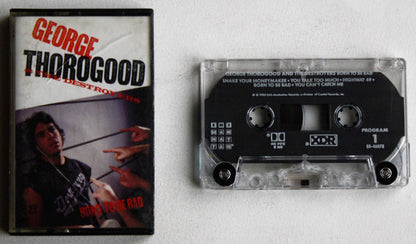 GEORGE
THOROGOOD
& THE DESTROYERS
BORN TO BE BAD
GEORGE THOROGOOD AND THE DESTROYERS BORN TO BE BAD
SHAKE YOUR MONEYMAKER • YOU TALK TOO MUCH • HIGHWAY 49 •
BORN TO BE BAD • YOU CAN'T CATCH ME
XDR
PROGRAM
1